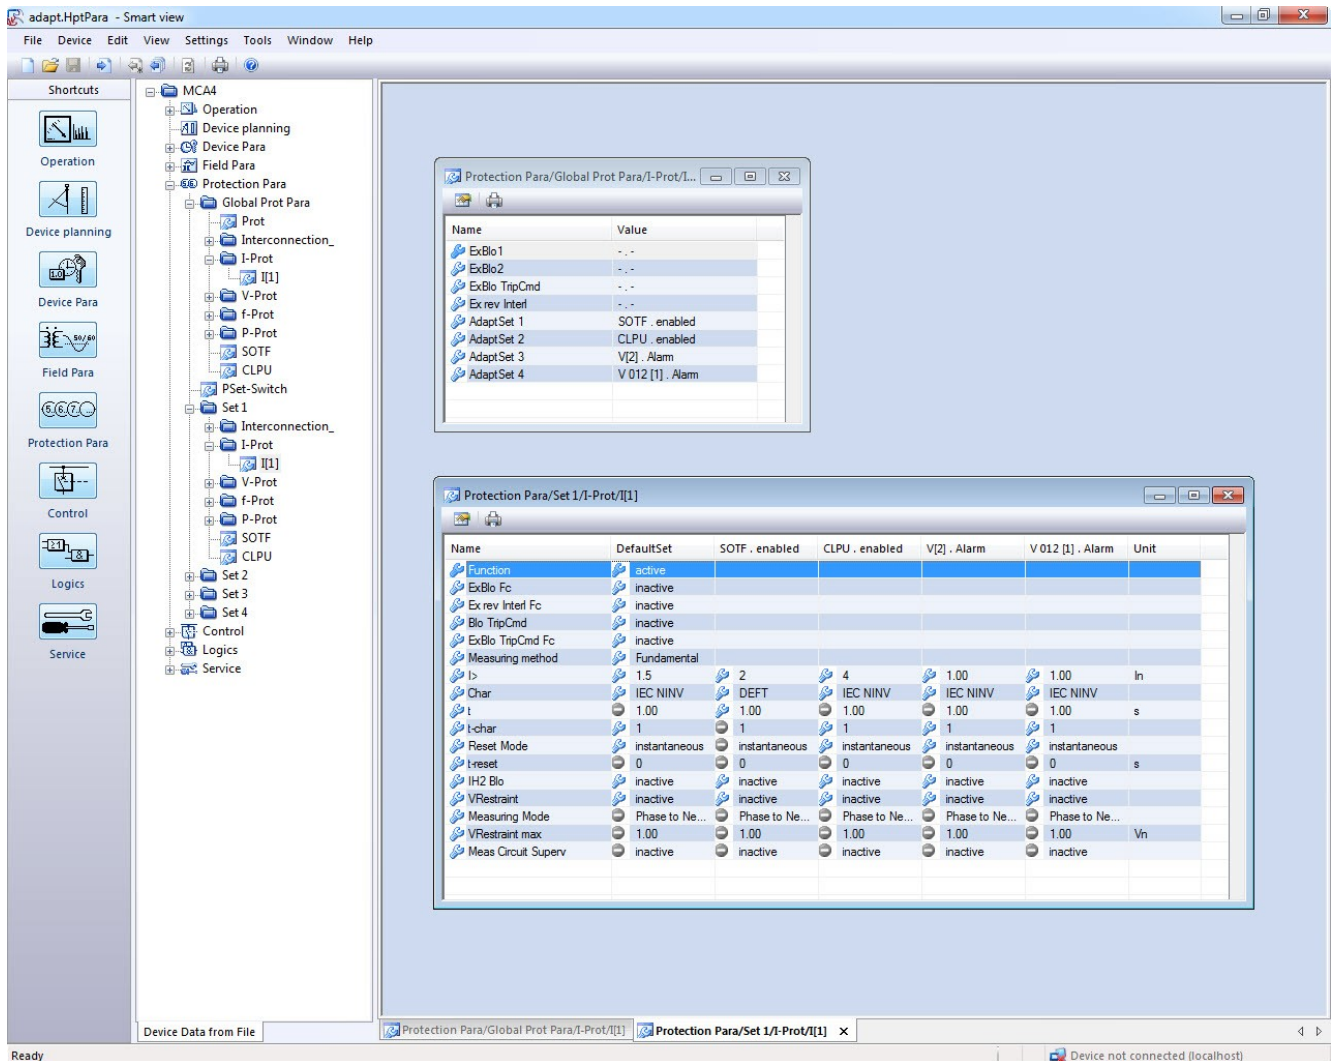 adapt.HptPara - Smart view
File Device Edit View Settings Tools Window Help
Shortcuts
Operation
Device planning
Device Para
Field Para
Protection Para
Control
Logics
Service
MCA4
Operation
Device planning
Device Para
Field Para
Protection Para
Global Prot Para
Prot
Interconnection_
I-Prot
I[1]
V-Prot
f-Prot
P-Prot
SOTF
CLPU
PSet-Switch
Set 1
Interconnection_
I-Prot
I[1]
V-Prot
f-Prot
P-Prot
SOTF
CLPU
Set 2
Set 3
Set 4
Control
Logics
Service
Device Data from File
Protection Para/Global Prot Para/I-Prot/I...
Name Value
ExBlo1 - . -
ExBlo2 - . -
ExBlo TripCmd - . -
Ex rev Interl - . -
AdaptSet 1 SOTF . enabled
AdaptSet 2 CLPU . enabled
AdaptSet 3 V[2] . Alarm
AdaptSet 4 V 012 [1] . Alarm
Protection Para/Set 1/I-Prot/I[1]
Name DefaultSet SOTF . enabled CLPU . enabled V[2] . Alarm V 012 [1] . Alarm Unit
Function active
ExBlo Fc inactive
Ex rev Interl Fc inactive
Blo TripCmd inactive
ExBlo TripCmd Fc inactive
Measuring method Fundamental
I> 1.5 2 4 1.00 1.00 In
Char IEC NINV DEFT IEC NINV IEC NINV IEC NINV
t 1.00 1.00 1.00 1.00 1.00 s
t-char 1 1 1 1 1
Reset Mode instantaneous instantaneous instantaneous instantaneous instantaneous
t-reset 0 0 0 0 0 s
IH2 Blo inactive inactive inactive inactive inactive
VRestraint inactive inactive inactive inactive inactive
Measuring Mode Phase to Ne... Phase to Ne... Phase to Ne... Phase to Ne... Phase to Ne...
VRestraint max 1.00 1.00 1.00 1.00 1.00 Vn
Meas Circuit Superv inactive inactive inactive inactive inactive
Protection Para/Global Prot Para/I-Prot/I[1] Protection Para/Set 1/I-Prot/I[1]
Ready Device not connected (localhost)